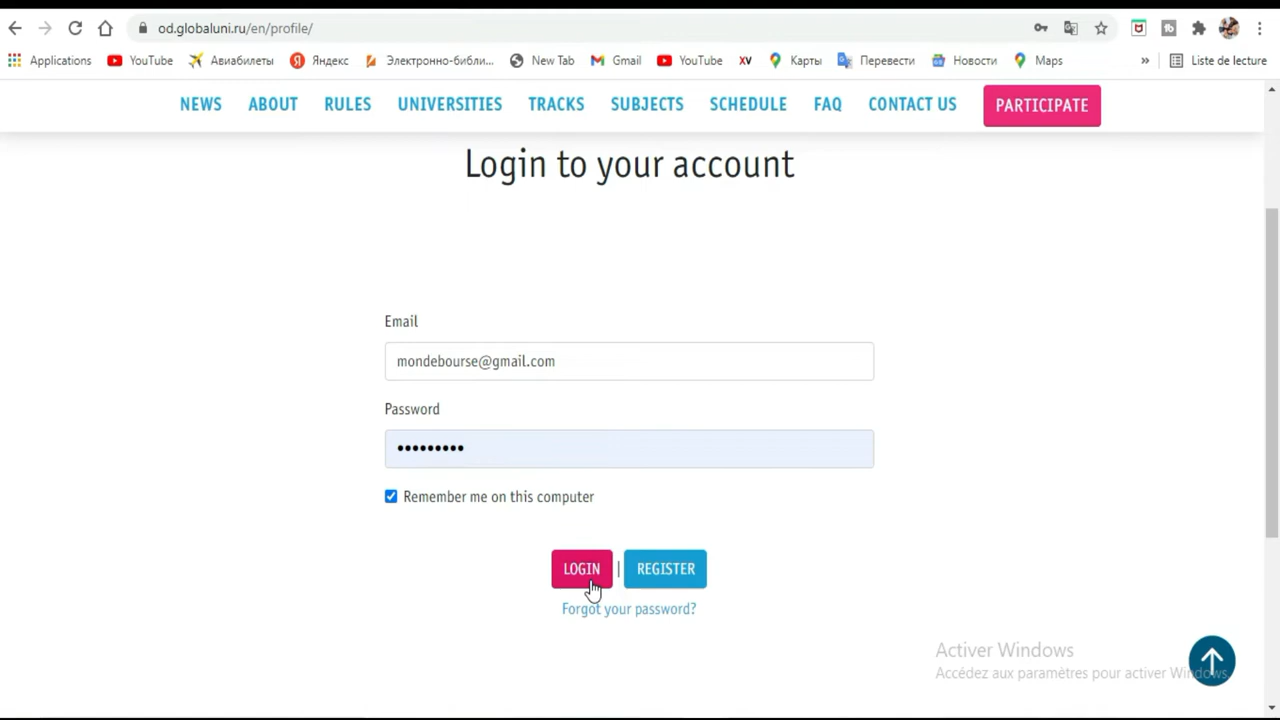 od.globaluni.ru/en/profile/
Applications YouTube Авиабилеты Яндекс Электронно-библи... New Tab Gmail YouTube XV Карты Перевести Новости Maps » Liste de lecture
NEWS ABOUT RULES UNIVERSITIES TRACKS SUBJECTS SCHEDULE FAQ CONTACT US PARTICIPATE
Login to your account
Email
mondebourse@gmail.com
Password
•••••••••
Remember me on this computer
LOGIN | REGISTER
Forgot your password?
Activer Windows
Accédez aux paramètres pour activer Windows.